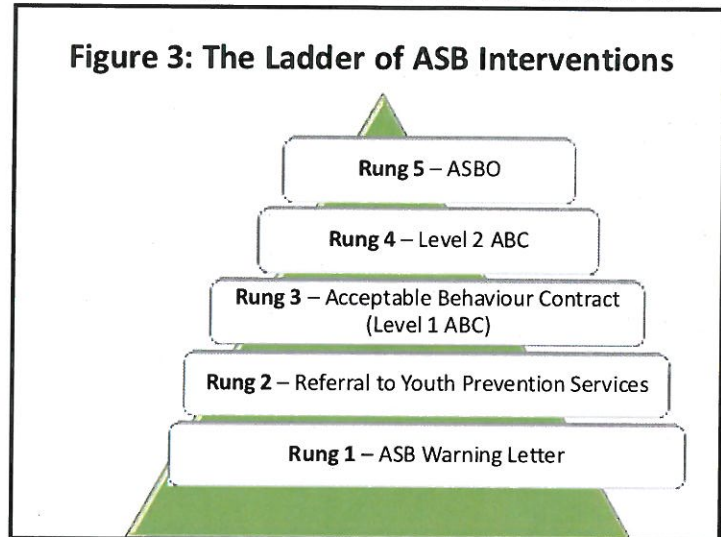 Figure 3: The Ladder of ASB Interventions
Rung 5 – ASBO
Rung 4 – Level 2 ABC
Rung 3 – Acceptable Behaviour Contract
(Level 1 ABC)
Rung 2 – Referral to Youth Prevention Services
Rung 1 – ASB Warning Letter